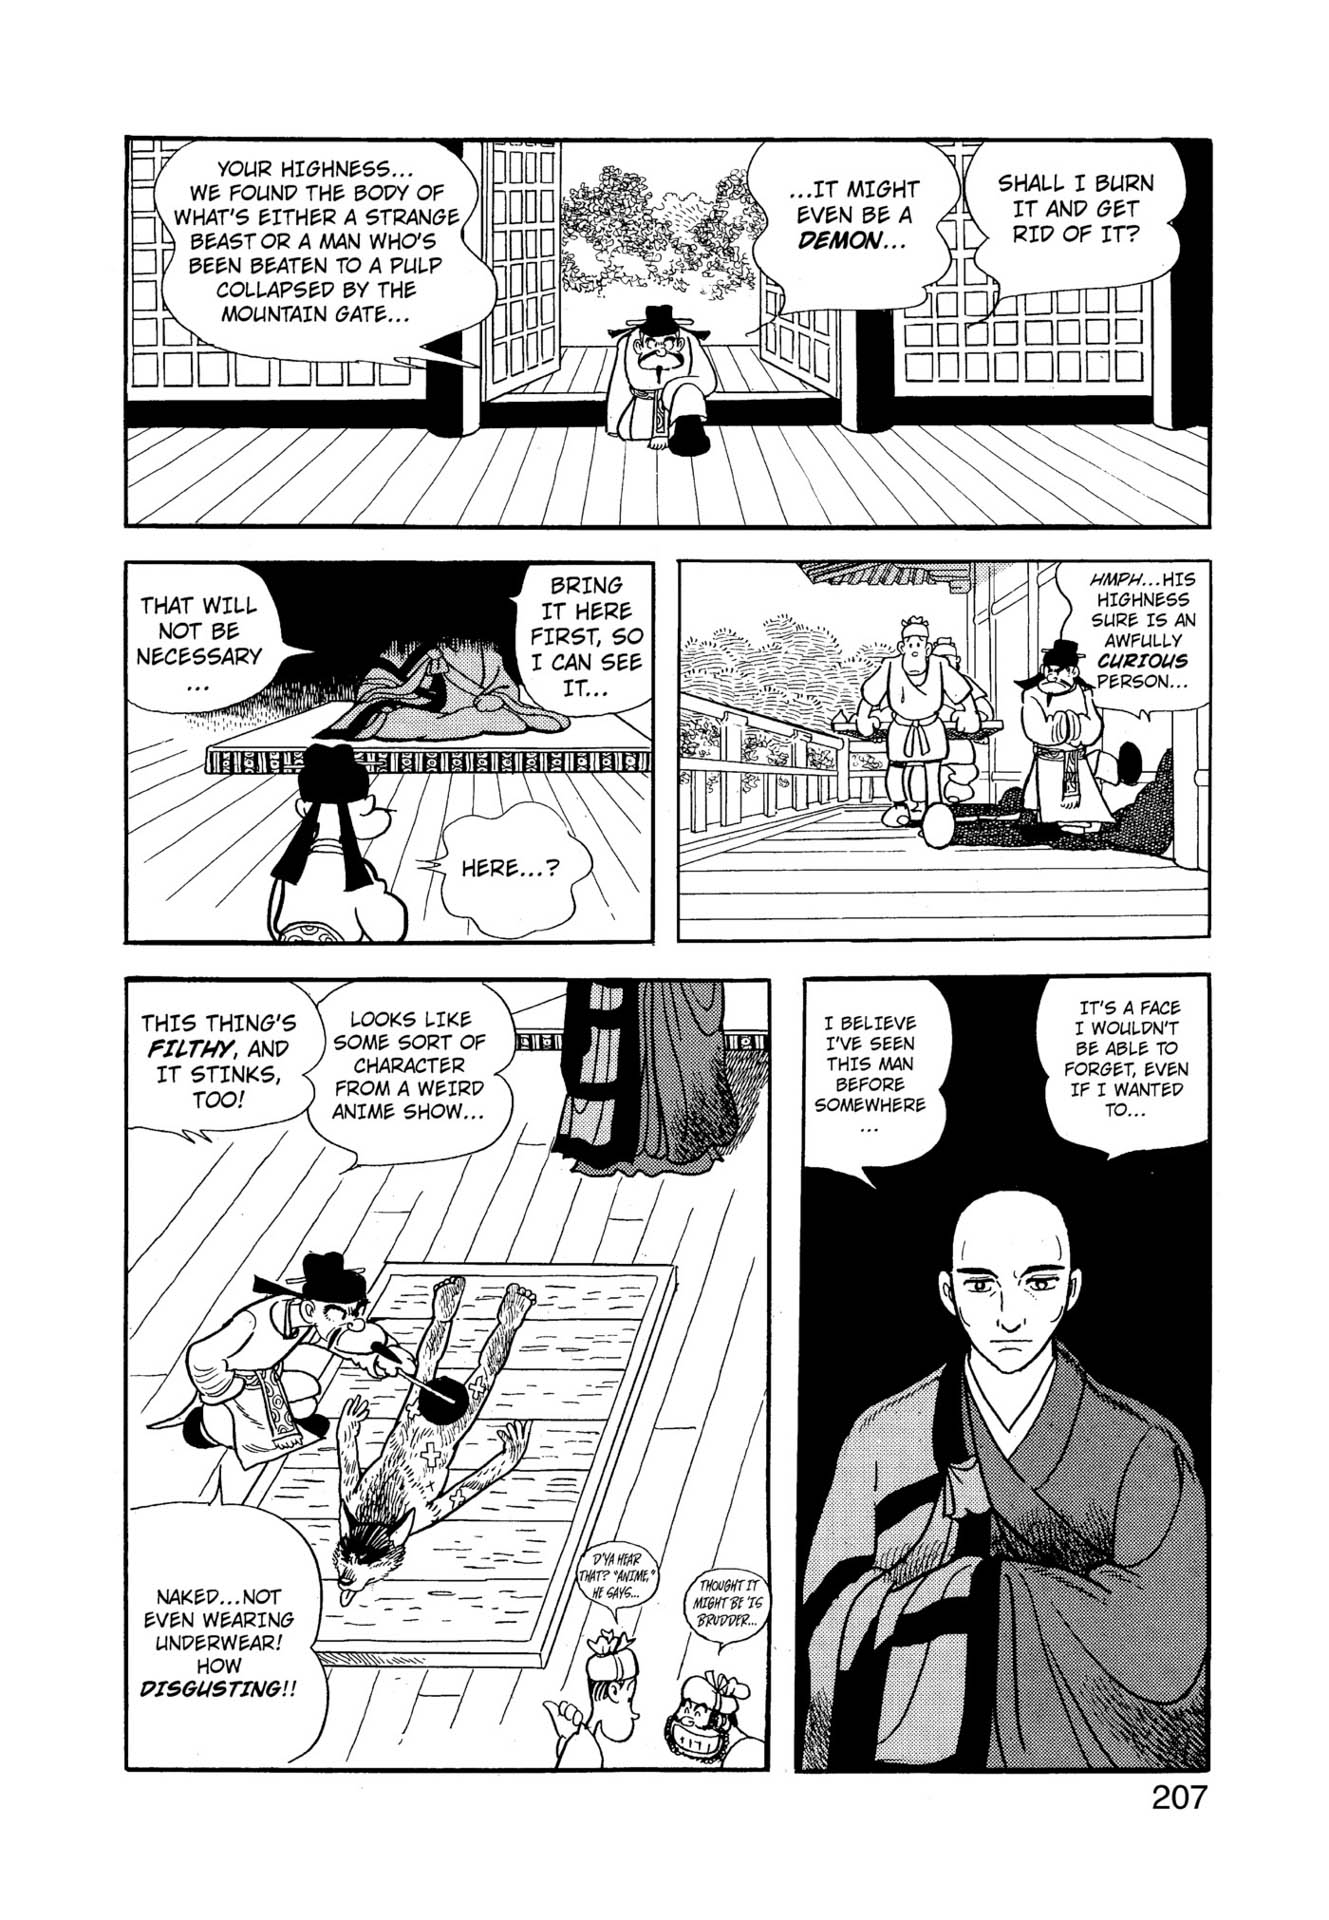 YOUR HIGHNESS...
WE FOUND THE BODY OF
WHAT'S EITHER A STRANGE
BEAST OR A MAN WHO'S
BEEN BEATEN TO A PULP
COLLAPSED BY THE
MOUNTAIN GATE...
...IT MIGHT
EVEN BE A
DEMON...
SHALL I BURN
IT AND GET
RID OF IT?
THAT WILL
NOT BE
NECESSARY
...
BRING
IT HERE
FIRST, SO
I CAN SEE
IT...
HERE...?
HMPH...HIS
HIGHNESS
SURE IS AN
AWFULLY
CURIOUS
PERSON...
THIS THING'S
FILTHY, AND
IT STINKS,
TOO!
LOOKS LIKE
SOME SORT OF
CHARACTER
FROM A WEIRD
ANIME SHOW...
NAKED...NOT
EVEN WEARING
UNDERWEAR!
HOW
DISGUSTING!!
D'YA HEAR
THAT? "ANIME,"
HE SAYS...
THOUGHT IT
MIGHT BE 'IS
BRUDDER...
I BELIEVE
I'VE SEEN
THIS MAN
BEFORE
SOMEWHERE
...
IT'S A FACE
I WOULDN'T
BE ABLE TO
FORGET, EVEN
IF I WANTED
TO...
207